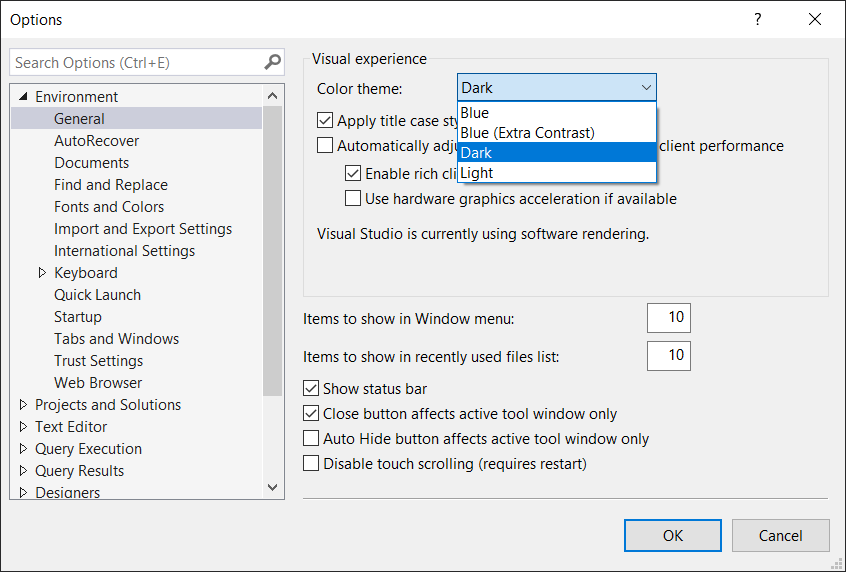 Options
?
Search Options (Ctrl+E)
Environment
General
AutoRecover
Documents
Find and Replace
Fonts and Colors
Import and Export Settings
International Settings
Keyboard
Quick Launch
Startup
Tabs and Windows
Trust Settings
Web Browser
Projects and Solutions
Text Editor
Query Execution
Query Results
Designers
Visual experience
Color theme: Dark
Blue
Blue (Extra Contrast)
Dark
Light
Apply title case
Automatically client performance
Enable rich
Use hardware graphics acceleration if available
Visual Studio is currently using software rendering.
Items to show in Window menu: 10
Items to show in recently used files list: 10
Show status bar
Close button affects active tool window only
Auto Hide button affects active tool window only
Disable touch scrolling (requires restart)
OK Cancel